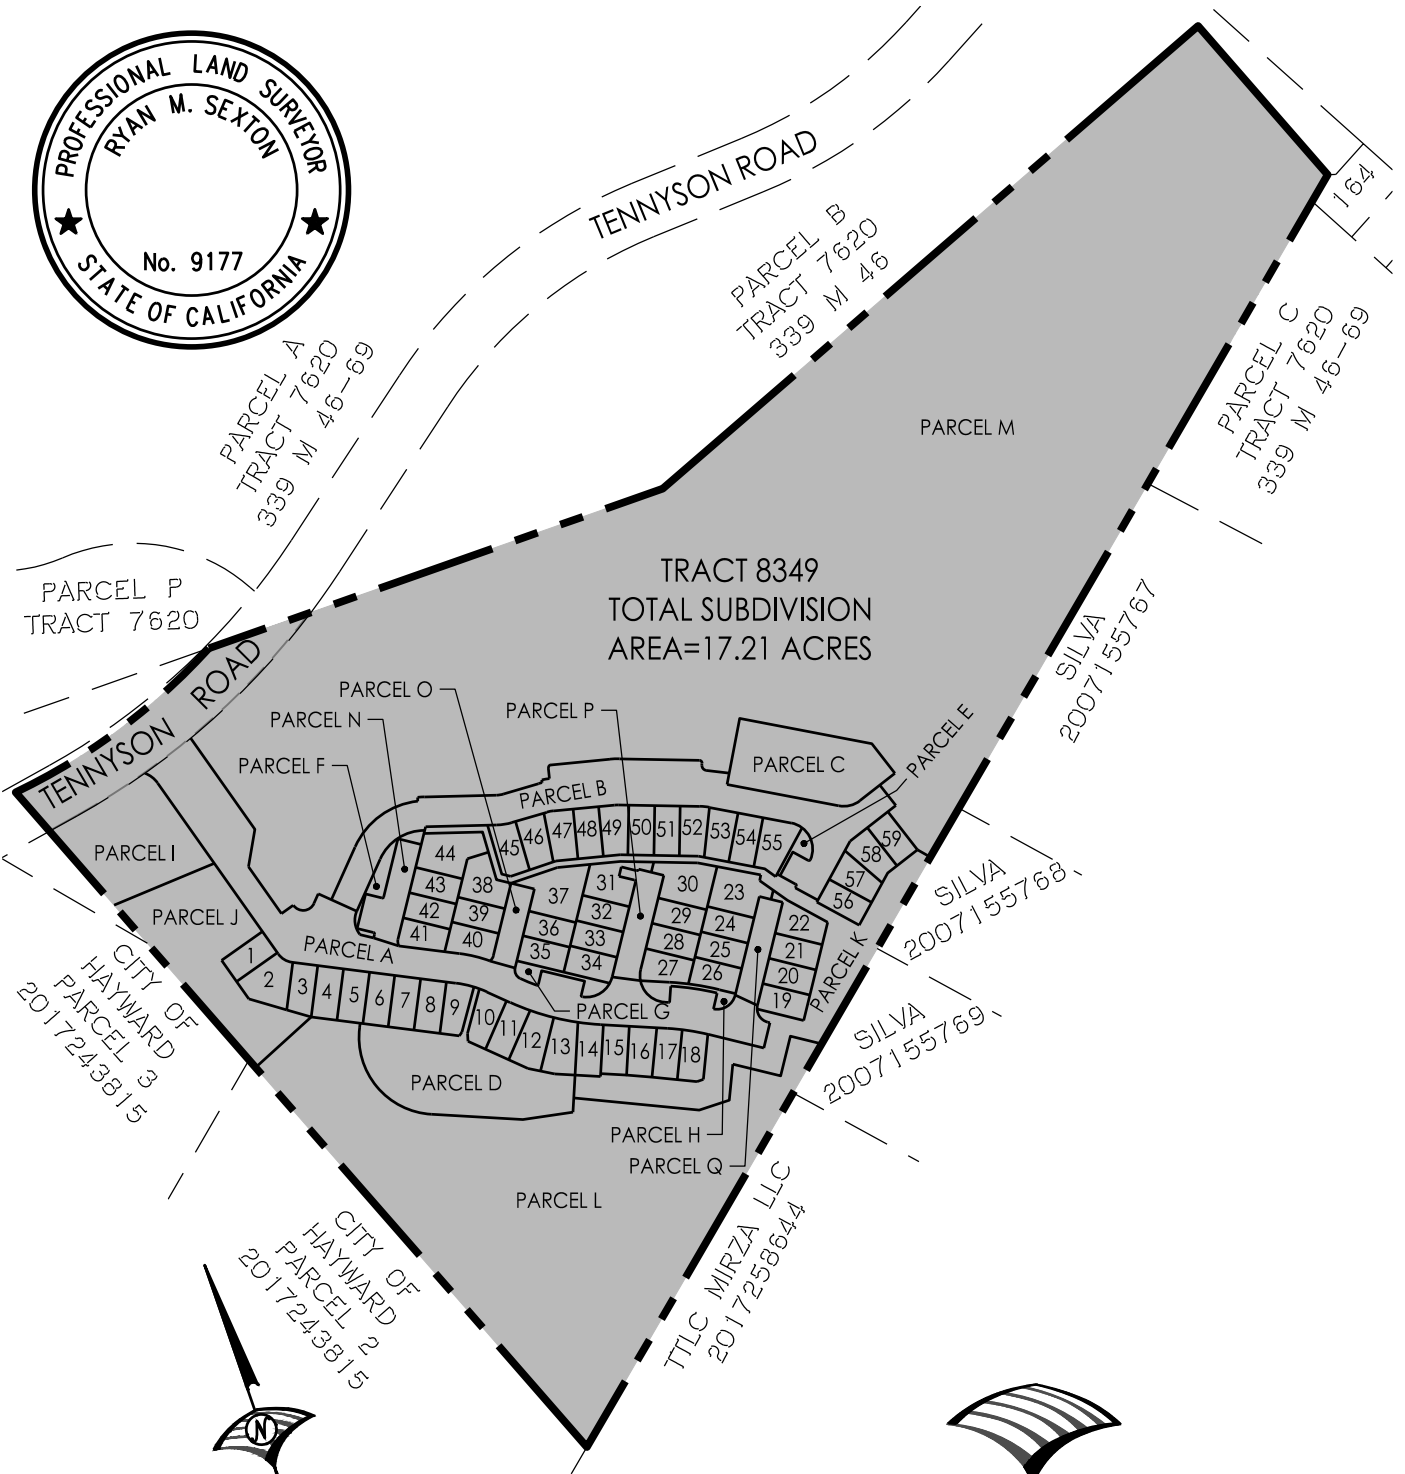 PROFESSIONAL LAND SURVEYOR
RYAN M. SEXTON
No. 9177
STATE OF CALIFORNIA
TENNYSON ROAD
164
PARCEL B
TRACT 7620
339 M 46
PARCEL A
TRACT 7620
339 M 46-69
PARCEL C
TRACT 7620
339 M 46-69
PARCEL M
PARCEL P
TRACT 7620
TRACT 8349
TOTAL SUBDIVISION
AREA=17.21 ACRES
SILVA
2007155767
TENNYSON ROAD
PARCEL O
PARCEL N
PARCEL P
PARCEL E
PARCEL F
PARCEL C
PARCEL B
PARCEL I
PARCEL J
PARCEL A
PARCEL K
PARCEL G
PARCEL D
PARCEL H
PARCEL Q
PARCEL L
1
2
3
4
5
6
7
8
9
10
11
12
13
14
15
16
17
18
19
20
21
22
23
24
25
26
27
28
29
30
31
32
33
34
35
36
37
38
39
40
41
42
43
44
45
46
47
48
49
50
51
52
53
54
55
56
57
58
59
SILVA
2007155768
SILVA
2007155769
CITY OF
HAYWARD
PARCEL 3
2017243815
CITY OF
HAYWARD
PARCEL 2
2017243815
TTLC MIRZA LLC
2017258644
N